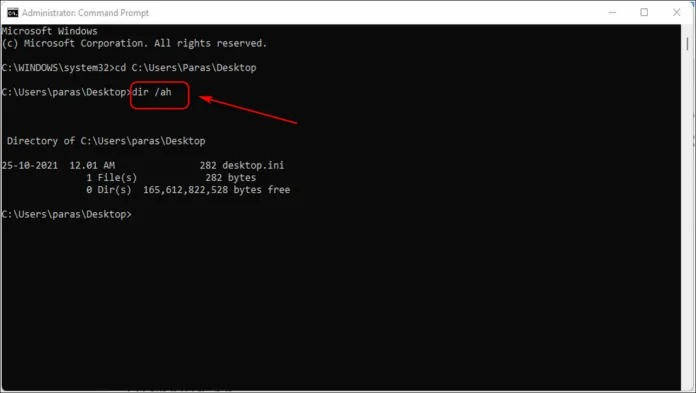 Administrator: Command Prompt
Microsoft Windows
(c) Microsoft Corporation. All rights reserved.
C:\WINDOWS\system32>cd C:\Users\Paras\Desktop
C:\Users\paras\Desktop>dir /ah
Directory of C:\Users\paras\Desktop
25-10-2021  12.01 AM               282 desktop.ini
1 File(s)            282 bytes
0 Dir(s)  165,612,822,528 bytes free
C:\Users\paras\Desktop>